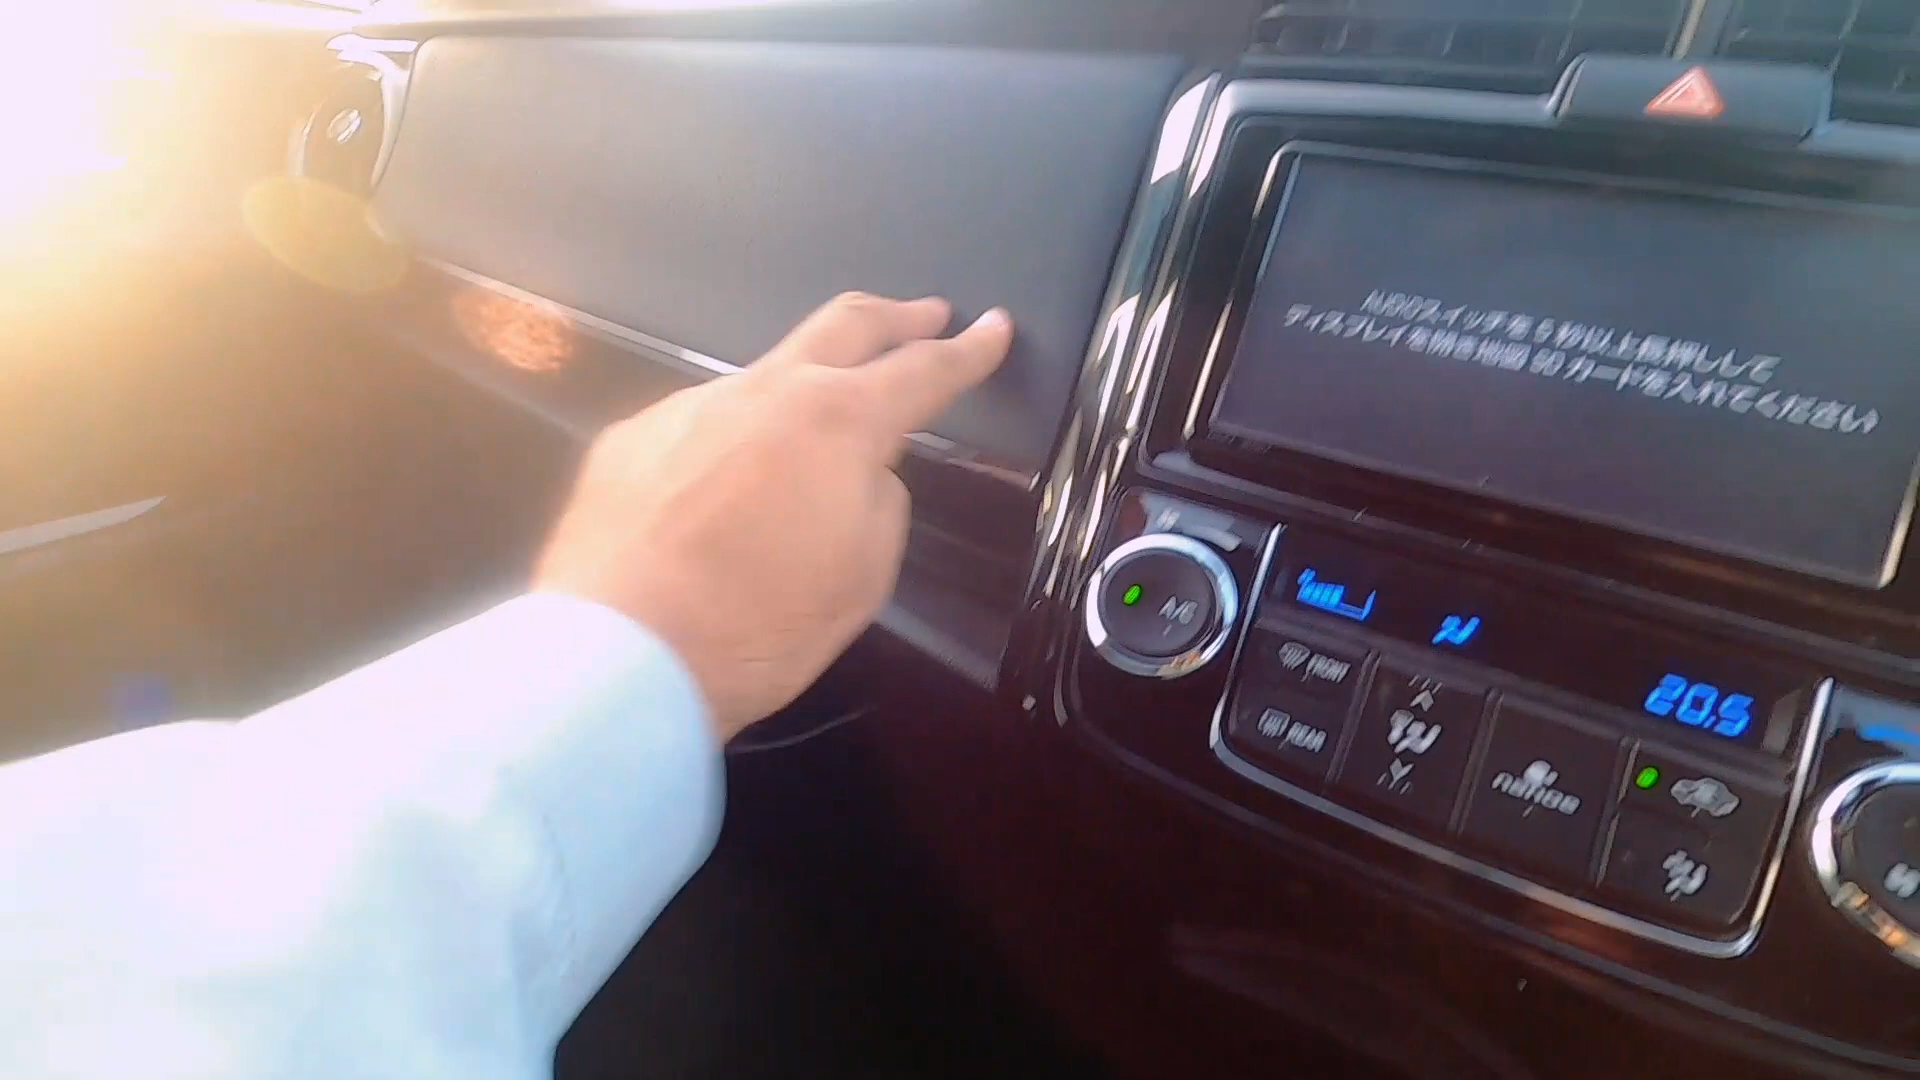 AUDIOスイッチを5秒以上長押しして
ディスプレイを開き地図SDカードを入れてください
A/C
20.5
FRONT
REAR